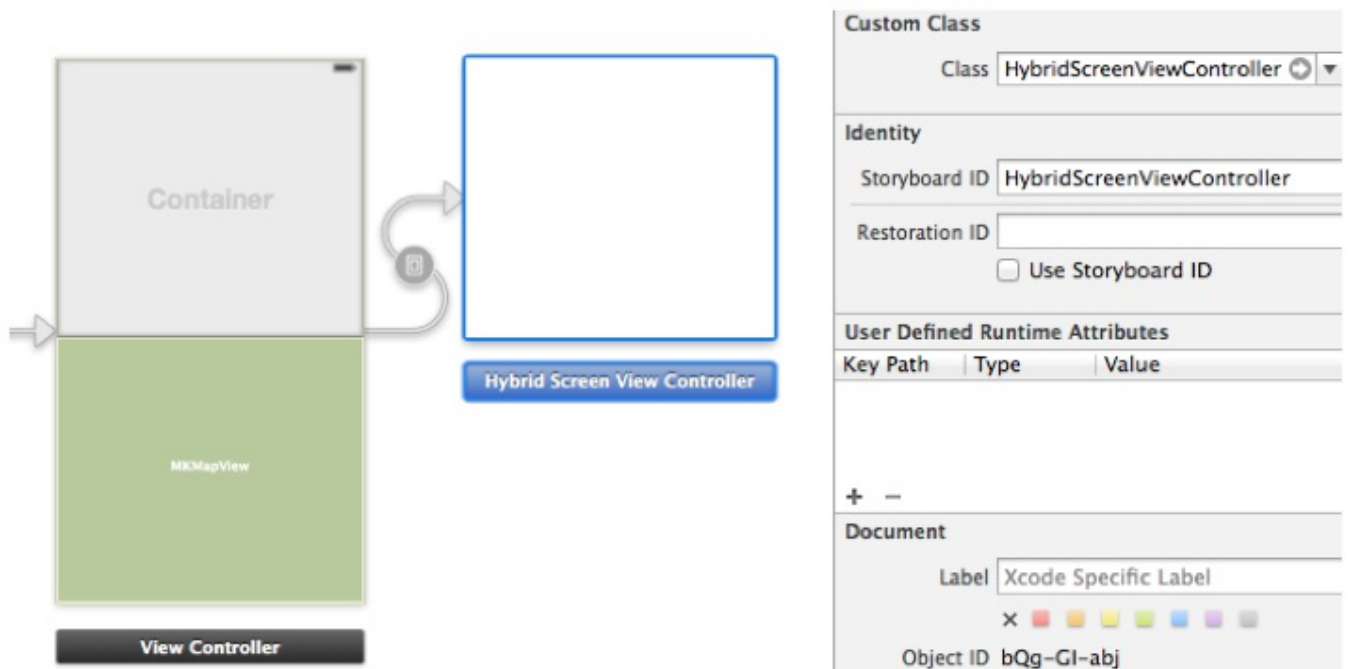 Container
MKMapView
View Controller
Hybrid Screen View Controller
Custom Class
Class HybridScreenViewController
Identity
Storyboard ID HybridScreenViewController
Restoration ID
Use Storyboard ID
User Defined Runtime Attributes
Key Path Type Value
+ −
Document
Label Xcode Specific Label
Object ID bQg-GI-abj